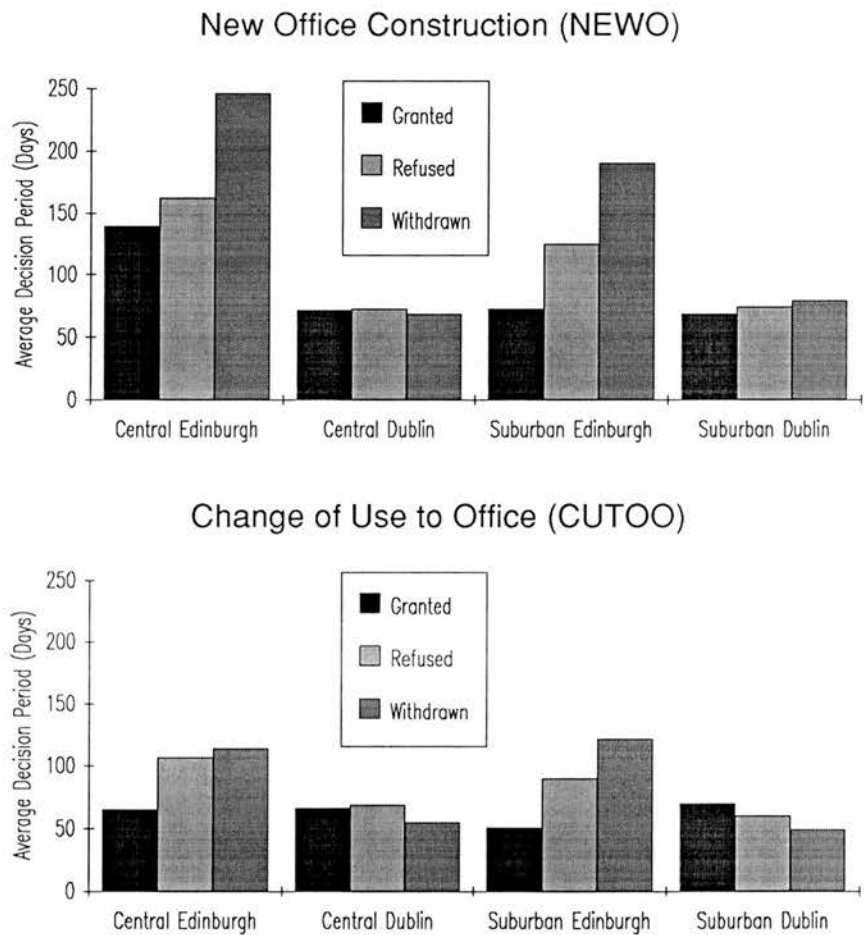 New Office Construction (NEWO)
250
200
150
100
50
0
Average Decision Period (Days)
Granted
Refused
Withdrawn
Central Edinburgh
Central Dublin
Suburban Edinburgh
Suburban Dublin
Change of Use to Office (CUTOO)
250
200
150
100
50
0
Average Decision Period (Days)
Granted
Refused
Withdrawn
Central Edinburgh
Central Dublin
Suburban Edinburgh
Suburban Dublin